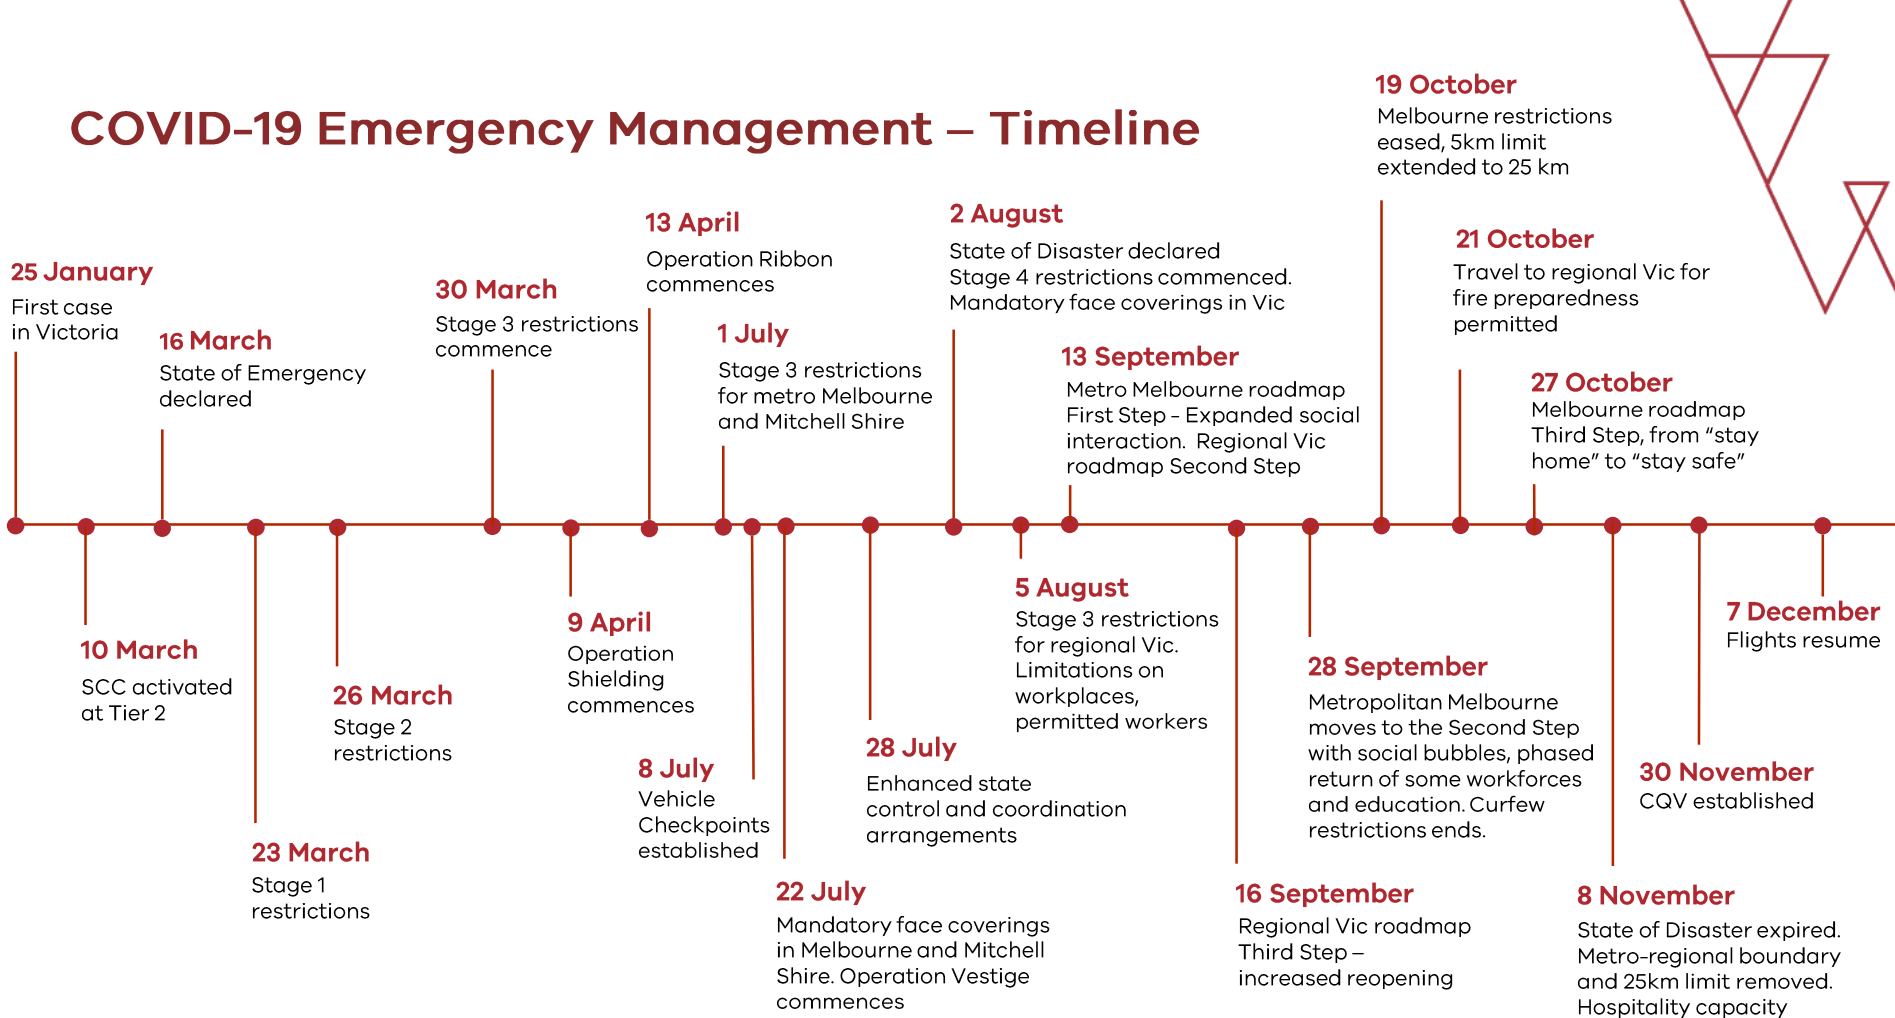 COVID-19 Emergency Management – Timeline
25 January
First case
in Victoria
10 March
SCC activated
at Tier 2
16 March
State of Emergency
declared
23 March
Stage 1
restrictions
26 March
Stage 2
restrictions
30 March
Stage 3 restrictions
commence
9 April
Operation
Shielding
commences
13 April
Operation Ribbon
commences
1 July
Stage 3 restrictions
for metro Melbourne
and Mitchell Shire
8 July
Vehicle
Checkpoints
established
22 July
Mandatory face coverings
in Melbourne and Mitchell
Shire. Operation Vestige
commences
28 July
Enhanced state
control and coordination
arrangements
2 August
State of Disaster declared
Stage 4 restrictions commenced.
Mandatory face coverings in Vic
5 August
Stage 3 restrictions
for regional Vic.
Limitations on
workplaces,
permitted workers
13 September
Metro Melbourne roadmap
First Step - Expanded social
interaction.  Regional Vic
roadmap Second Step
16 September
Regional Vic roadmap
Third Step –
increased reopening
28 September
Metropolitan Melbourne
moves to the Second Step
with social bubbles, phased
return of some workforces
and education. Curfew
restrictions ends.
19 October
Melbourne restrictions
eased, 5km limit
extended to 25 km
21 October
Travel to regional Vic for
fire preparedness
permitted
27 October
Melbourne roadmap
Third Step, from “stay
home” to “stay safe”
8 November
State of Disaster expired.
Metro-regional boundary
and 25km limit removed.
Hospitality capacity
30 November
CQV established
7 December
Flights resume